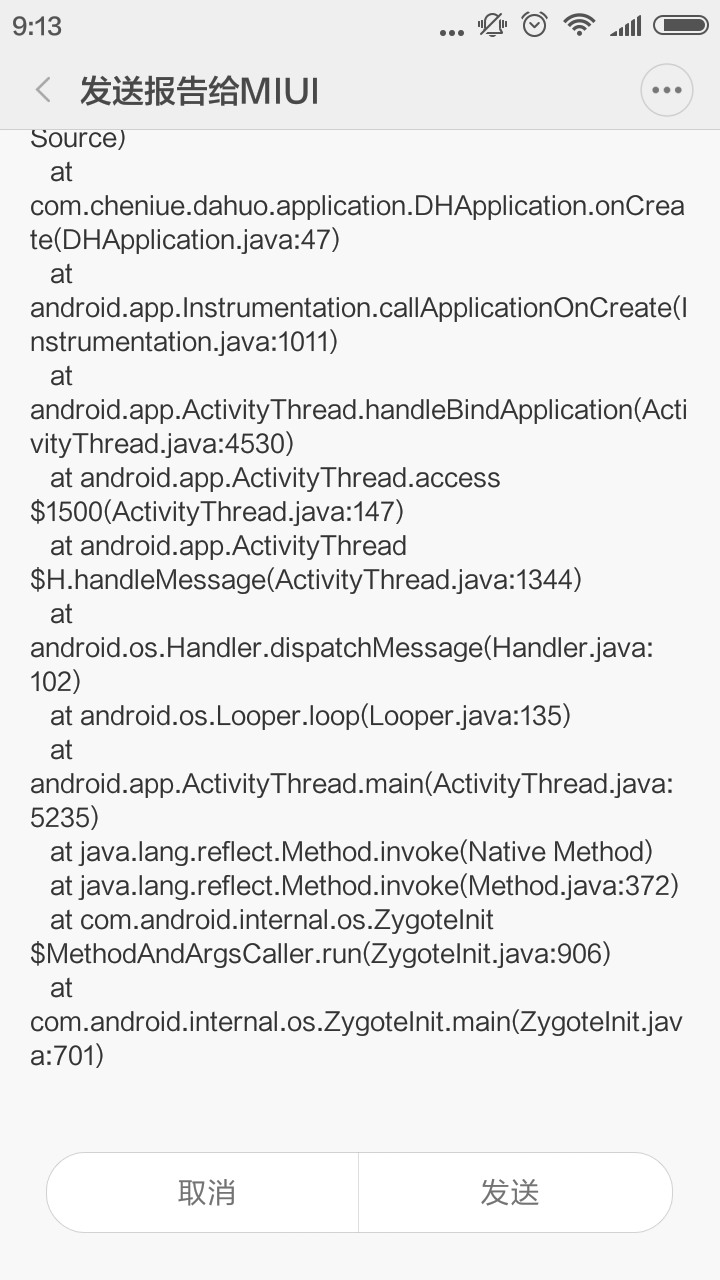 9:13
发送报告给MIUI
Source)
at
com.cheniue.dahuo.application.DHApplication.onCrea
te(DHApplication.java:47)
at
android.app.Instrumentation.callApplicationOnCreate(I
nstrumentation.java:1011)
at
android.app.ActivityThread.handleBindApplication(Acti
vityThread.java:4530)
at android.app.ActivityThread.access
$1500(ActivityThread.java:147)
at android.app.ActivityThread
$H.handleMessage(ActivityThread.java:1344)
at
android.os.Handler.dispatchMessage(Handler.java:
102)
at android.os.Looper.loop(Looper.java:135)
at
android.app.ActivityThread.main(ActivityThread.java:
5235)
at java.lang.reflect.Method.invoke(Native Method)
at java.lang.reflect.Method.invoke(Method.java:372)
at com.android.internal.os.ZygoteInit
$MethodAndArgsCaller.run(ZygoteInit.java:906)
at
com.android.internal.os.ZygoteInit.main(ZygoteInit.jav
a:701)
取消
发送